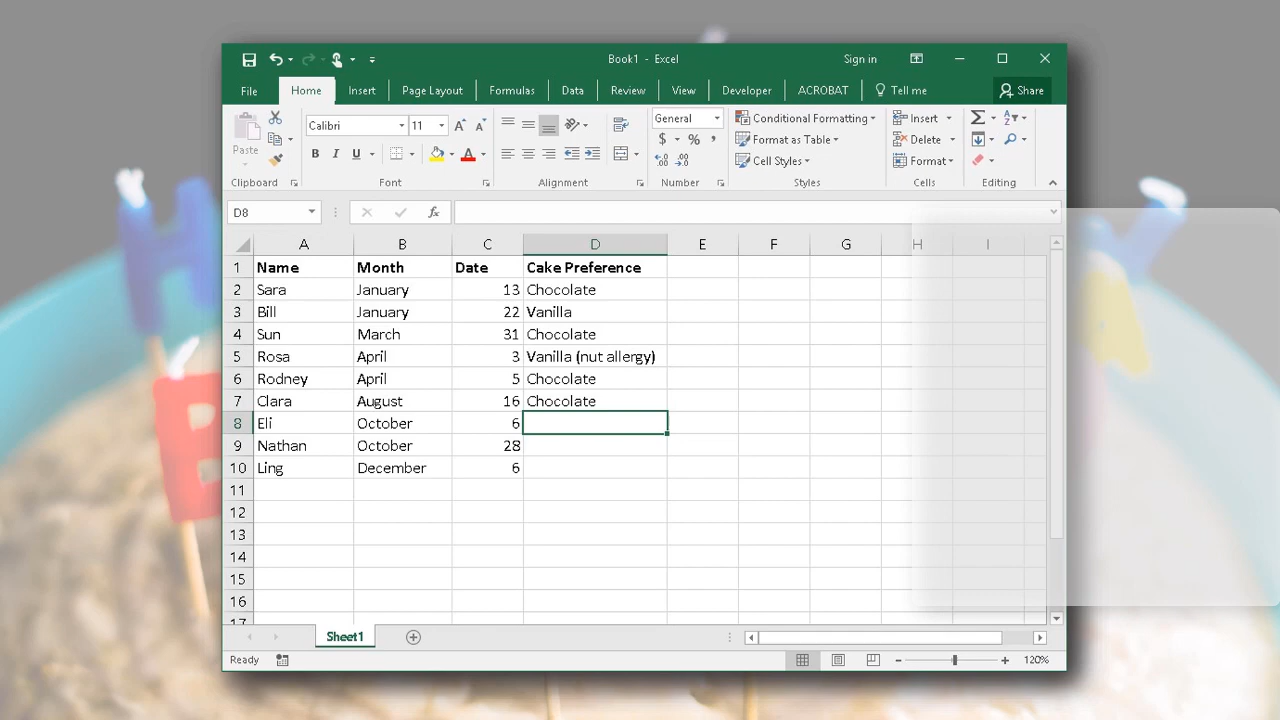 Book1 - Excel Sign in
File Home Insert Page Layout Formulas Data Review View Developer ACROBAT Tell me Share
Paste
Calibri 11
B I U A
General
$ % ,
Conditional Formatting
Format as Table
Cell Styles
Insert
Delete
Format
Clipboard Font Alignment Number Styles Cells Editing
D8 fx
A B C D E F G H I
1 Name Month Date Cake Preference
2 Sara January 13 Chocolate
3 Bill January 22 Vanilla
4 Sun March 31 Chocolate
5 Rosa April 3 Vanilla (nut allergy)
6 Rodney April 5 Chocolate
7 Clara August 16 Chocolate
8 Eli October 6
9 Nathan October 28
10 Ling December 6
11
12
13
14
15
16
17
Sheet1
Ready 120%